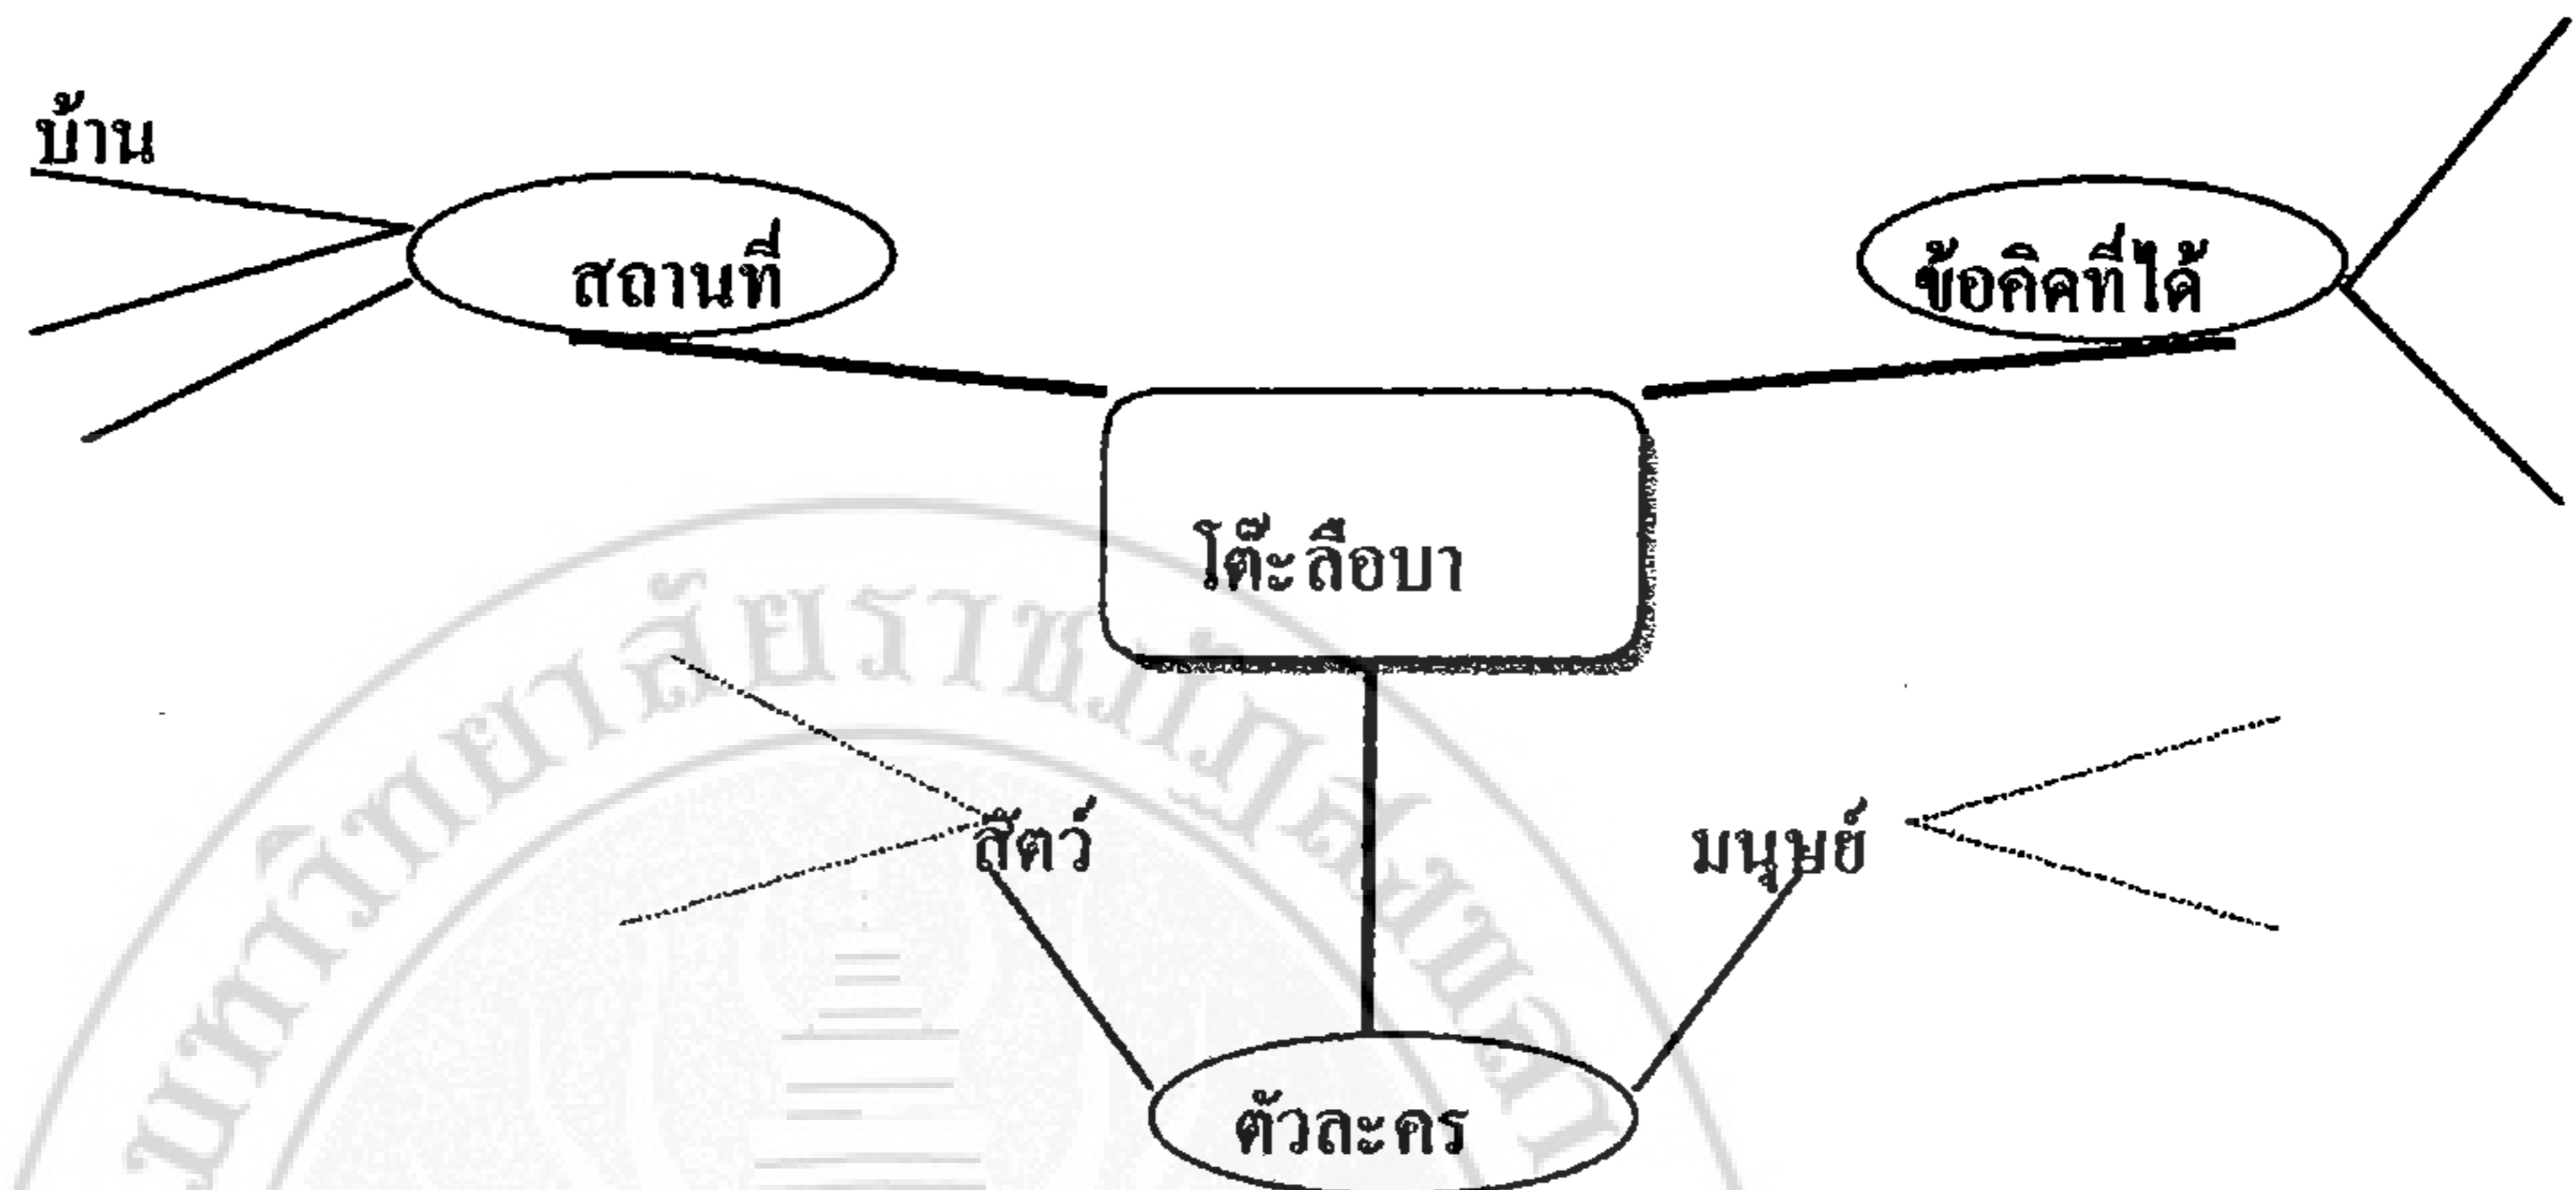 บ้าน
สถานที่
ข้อคิดที่ได้
โต๊ะลือบา
สัตว์
มนุษย์
ตัวละคร